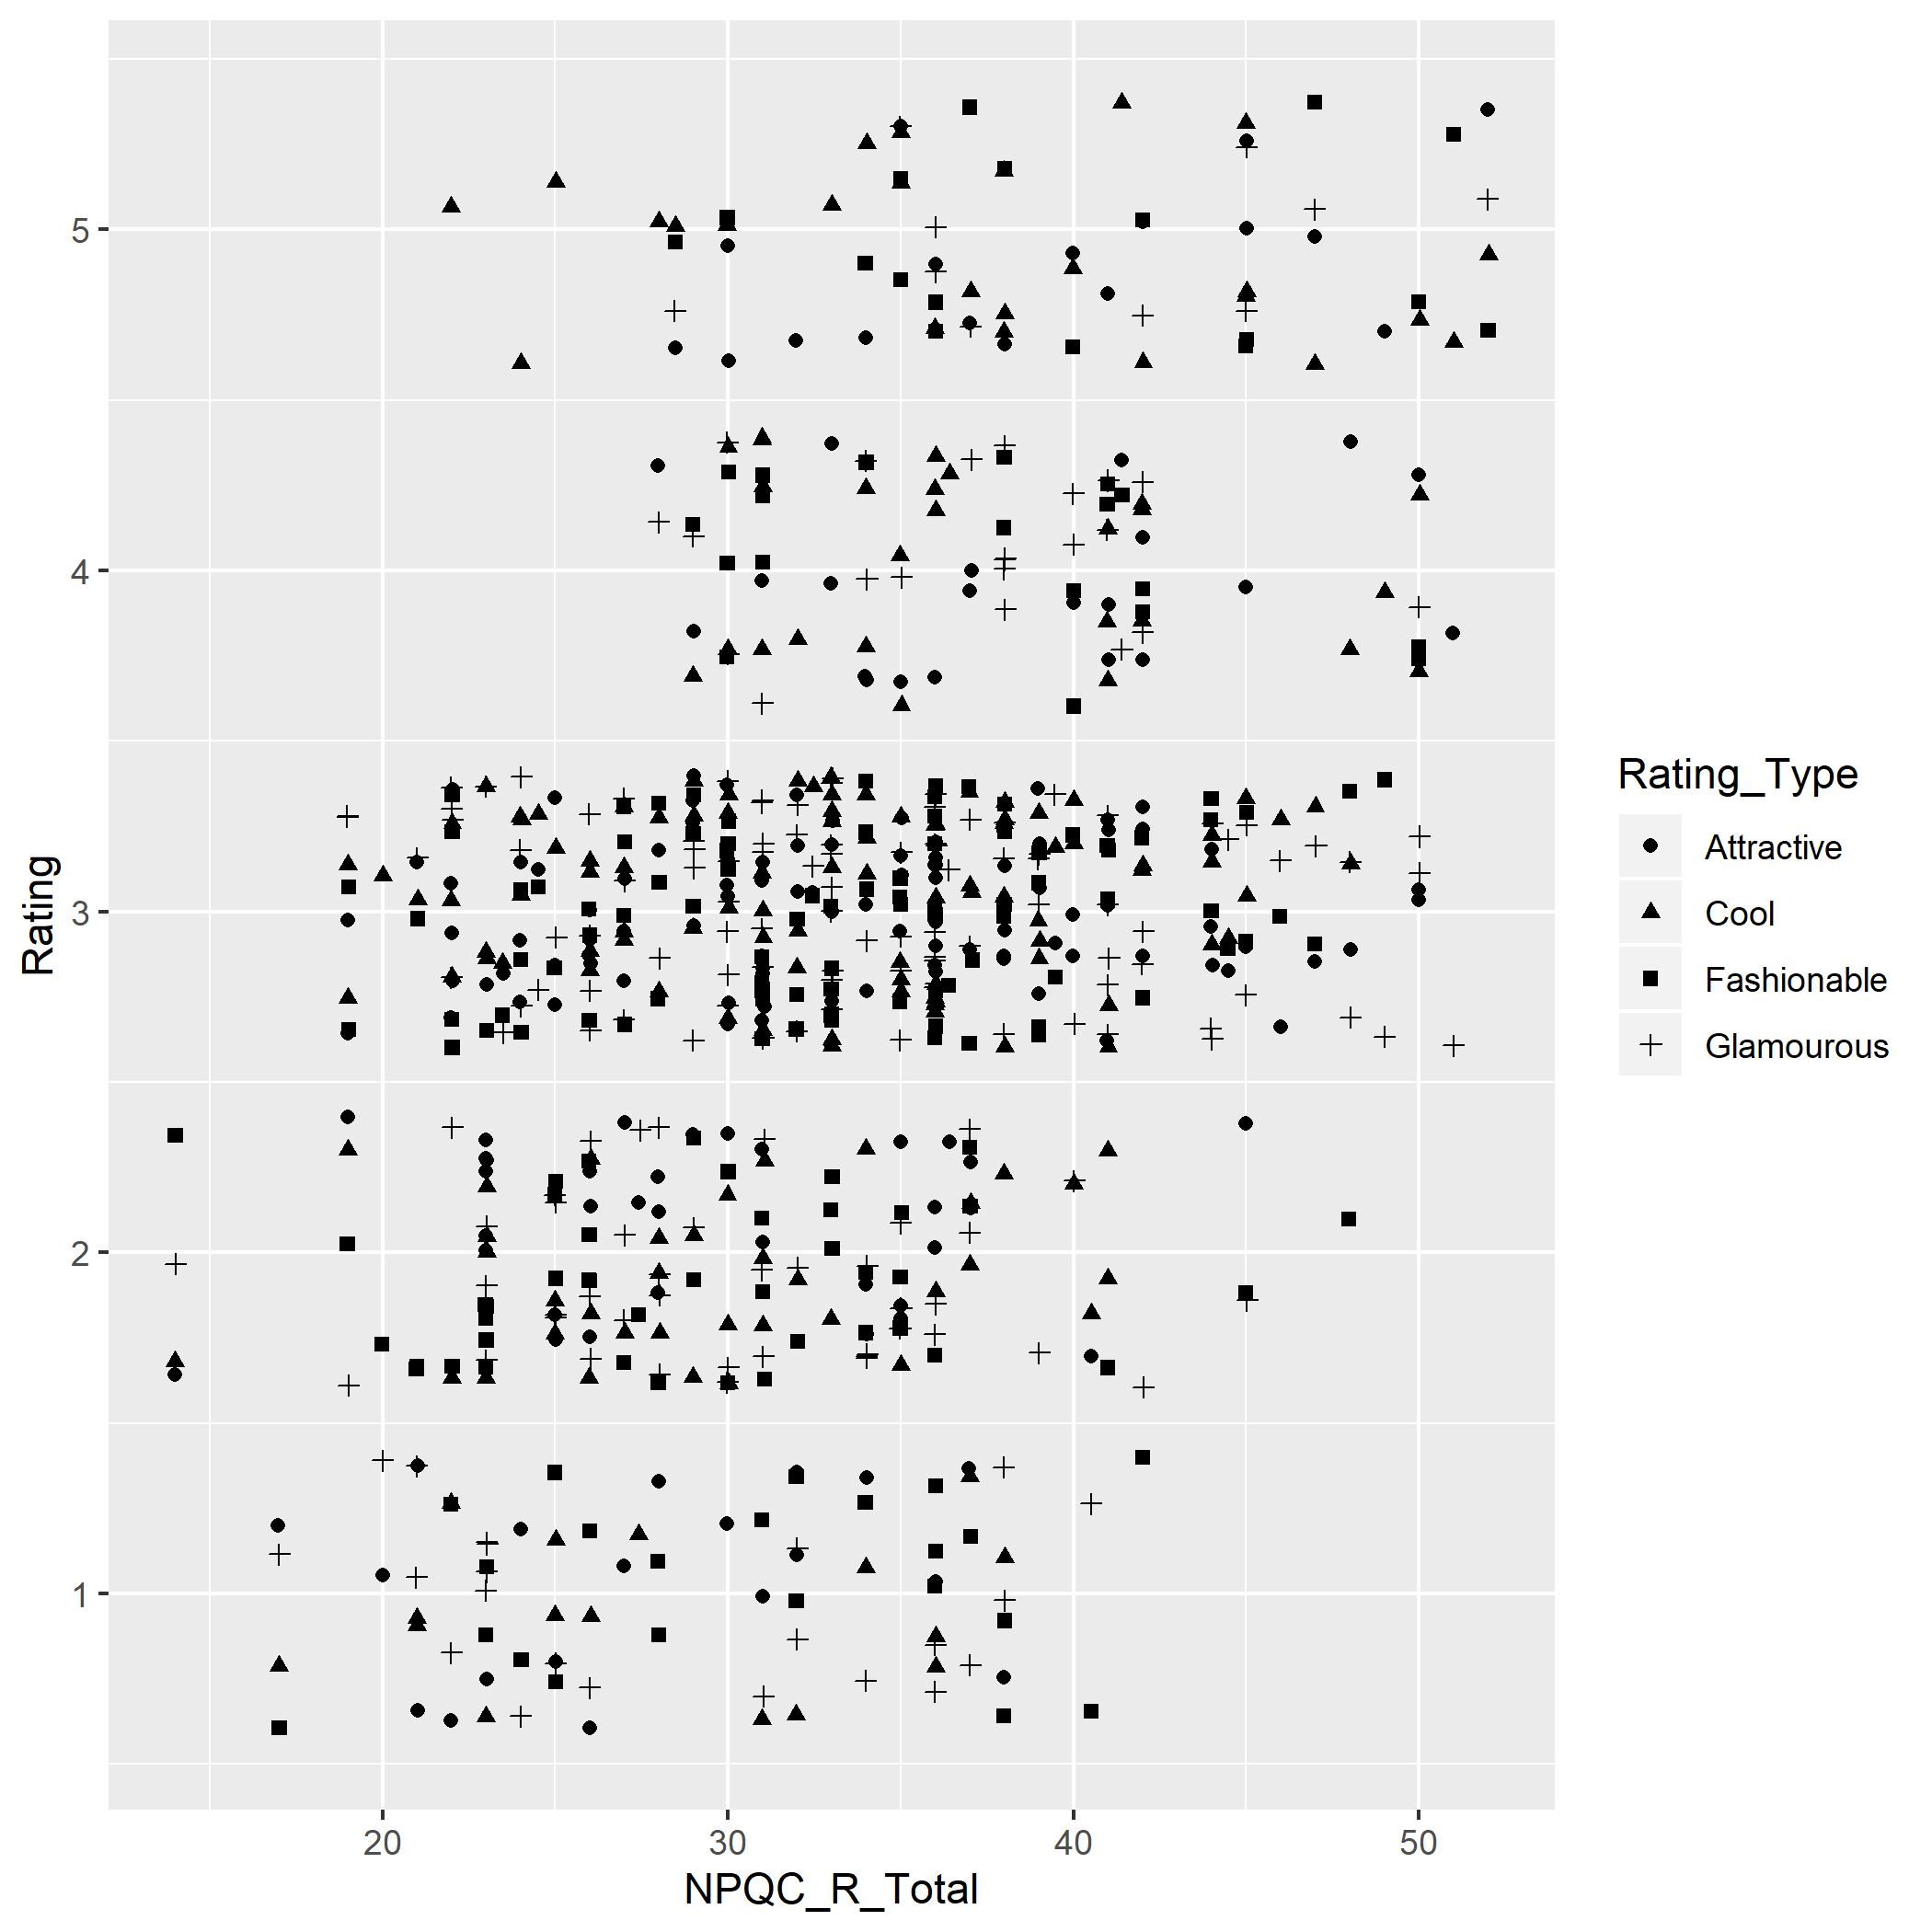 5
4
3
2
1
Rating
20 30 40 50
NPQC_R_Total
Rating_Type
Attractive
Cool
Fashionable
Glamourous